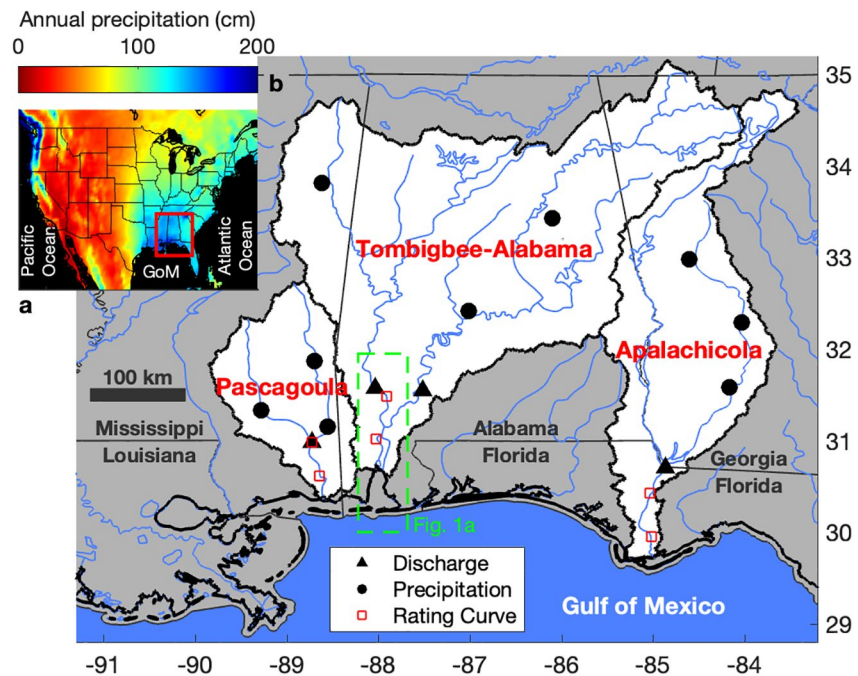 Annual precipitation (cm)
0 100 200
b
Pacific
Ocean
GoM
Atlantic
Ocean
a
Tombigbee-Alabama
Apalachicola
Pascagoula
100 km
Mississippi
Louisiana
Alabama
Florida
Georgia
Florida
Fig. 1a
Discharge
Precipitation
Rating Curve
Gulf of Mexico
35
34
33
32
31
30
29
-91 -90 -89 -88 -87 -86 -85 -84